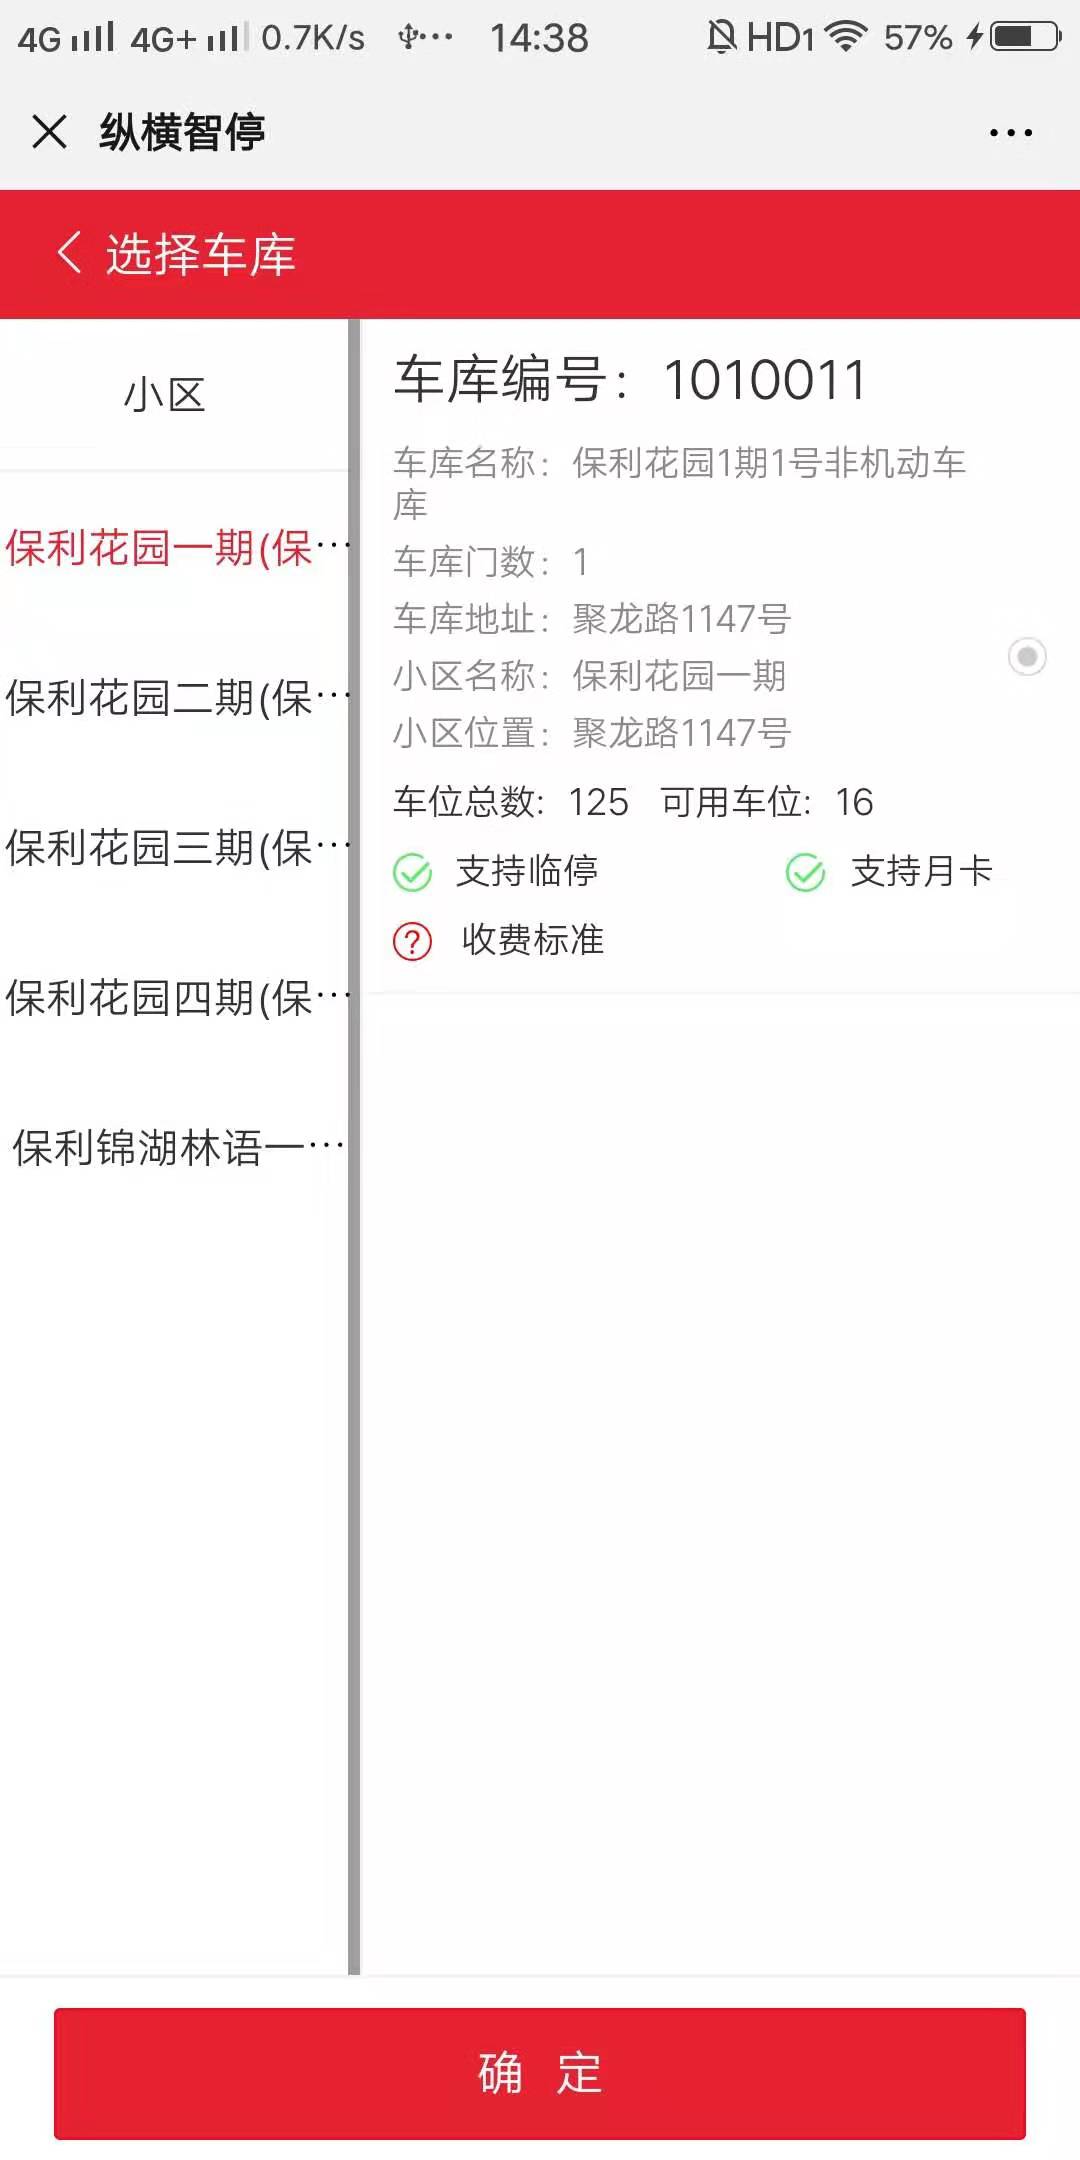 4G 4G+ 0.7K/s 14:38 HD1 57%
纵横智停
选择车库
小区
保利花园一期(保…
保利花园二期(保…
保利花园三期(保…
保利花园四期(保…
保利锦湖林语一…
车库编号：1010011
车库名称：保利花园1期1号非机动车
库
车库门数：1
车库地址：聚龙路1147号
小区名称：保利花园一期
小区位置：聚龙路1147号
车位总数: 125 可用车位: 16
支持临停 支持月卡
? 收费标准
确 定